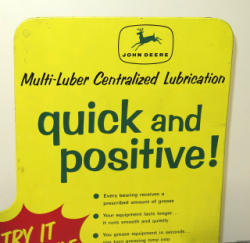 JOHN DEERE
Multi-Luber Centralized Lubrication
quick and
positive!
Every bearing receives a
prescribed amount of grease
Your equipment lasts longer...
it runs smooth and quietly
You grease equipment in seconds...
TRY IT